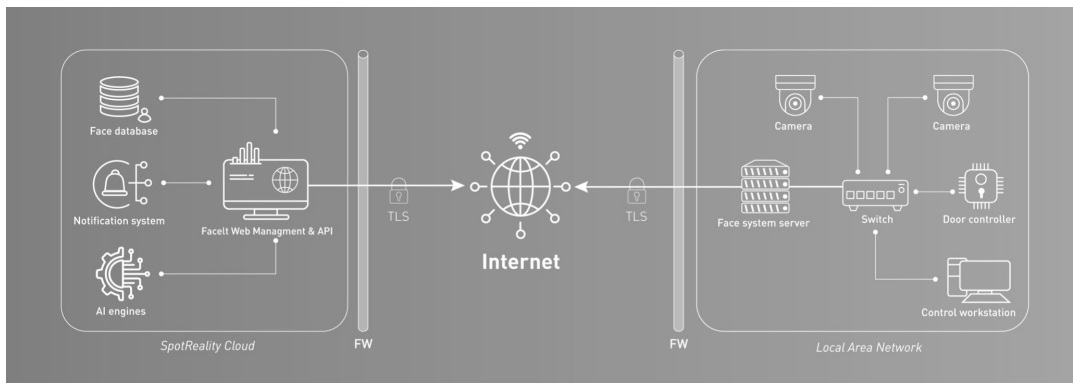 Face database
Notification system
AI engines
FaceIt Web Managment & API
SpotReality Cloud
FW
TLS
Internet
TLS
FW
Camera
Camera
Face system server
Switch
Door controller
Control workstation
Local Area Network